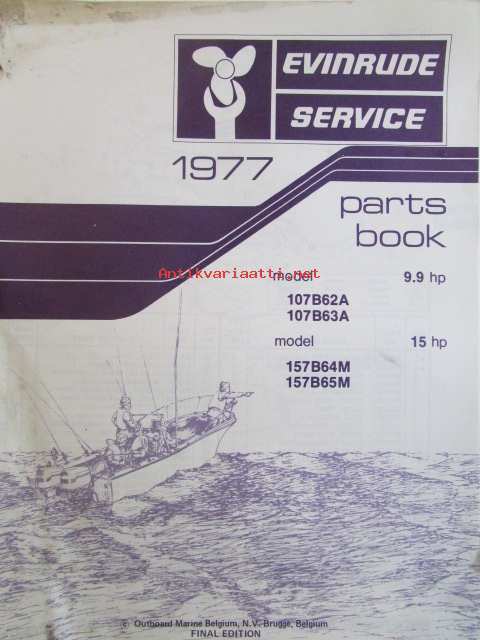 EVINRUDE
SERVICE
1977
parts
book
Antikvariaatti.net
model 9.9 hp
107B62A
107B63A
model 15 hp
157B64M
157B65M
© Outboard Marine Belgium, N.V. Brugge, Belgium
FINAL EDITION